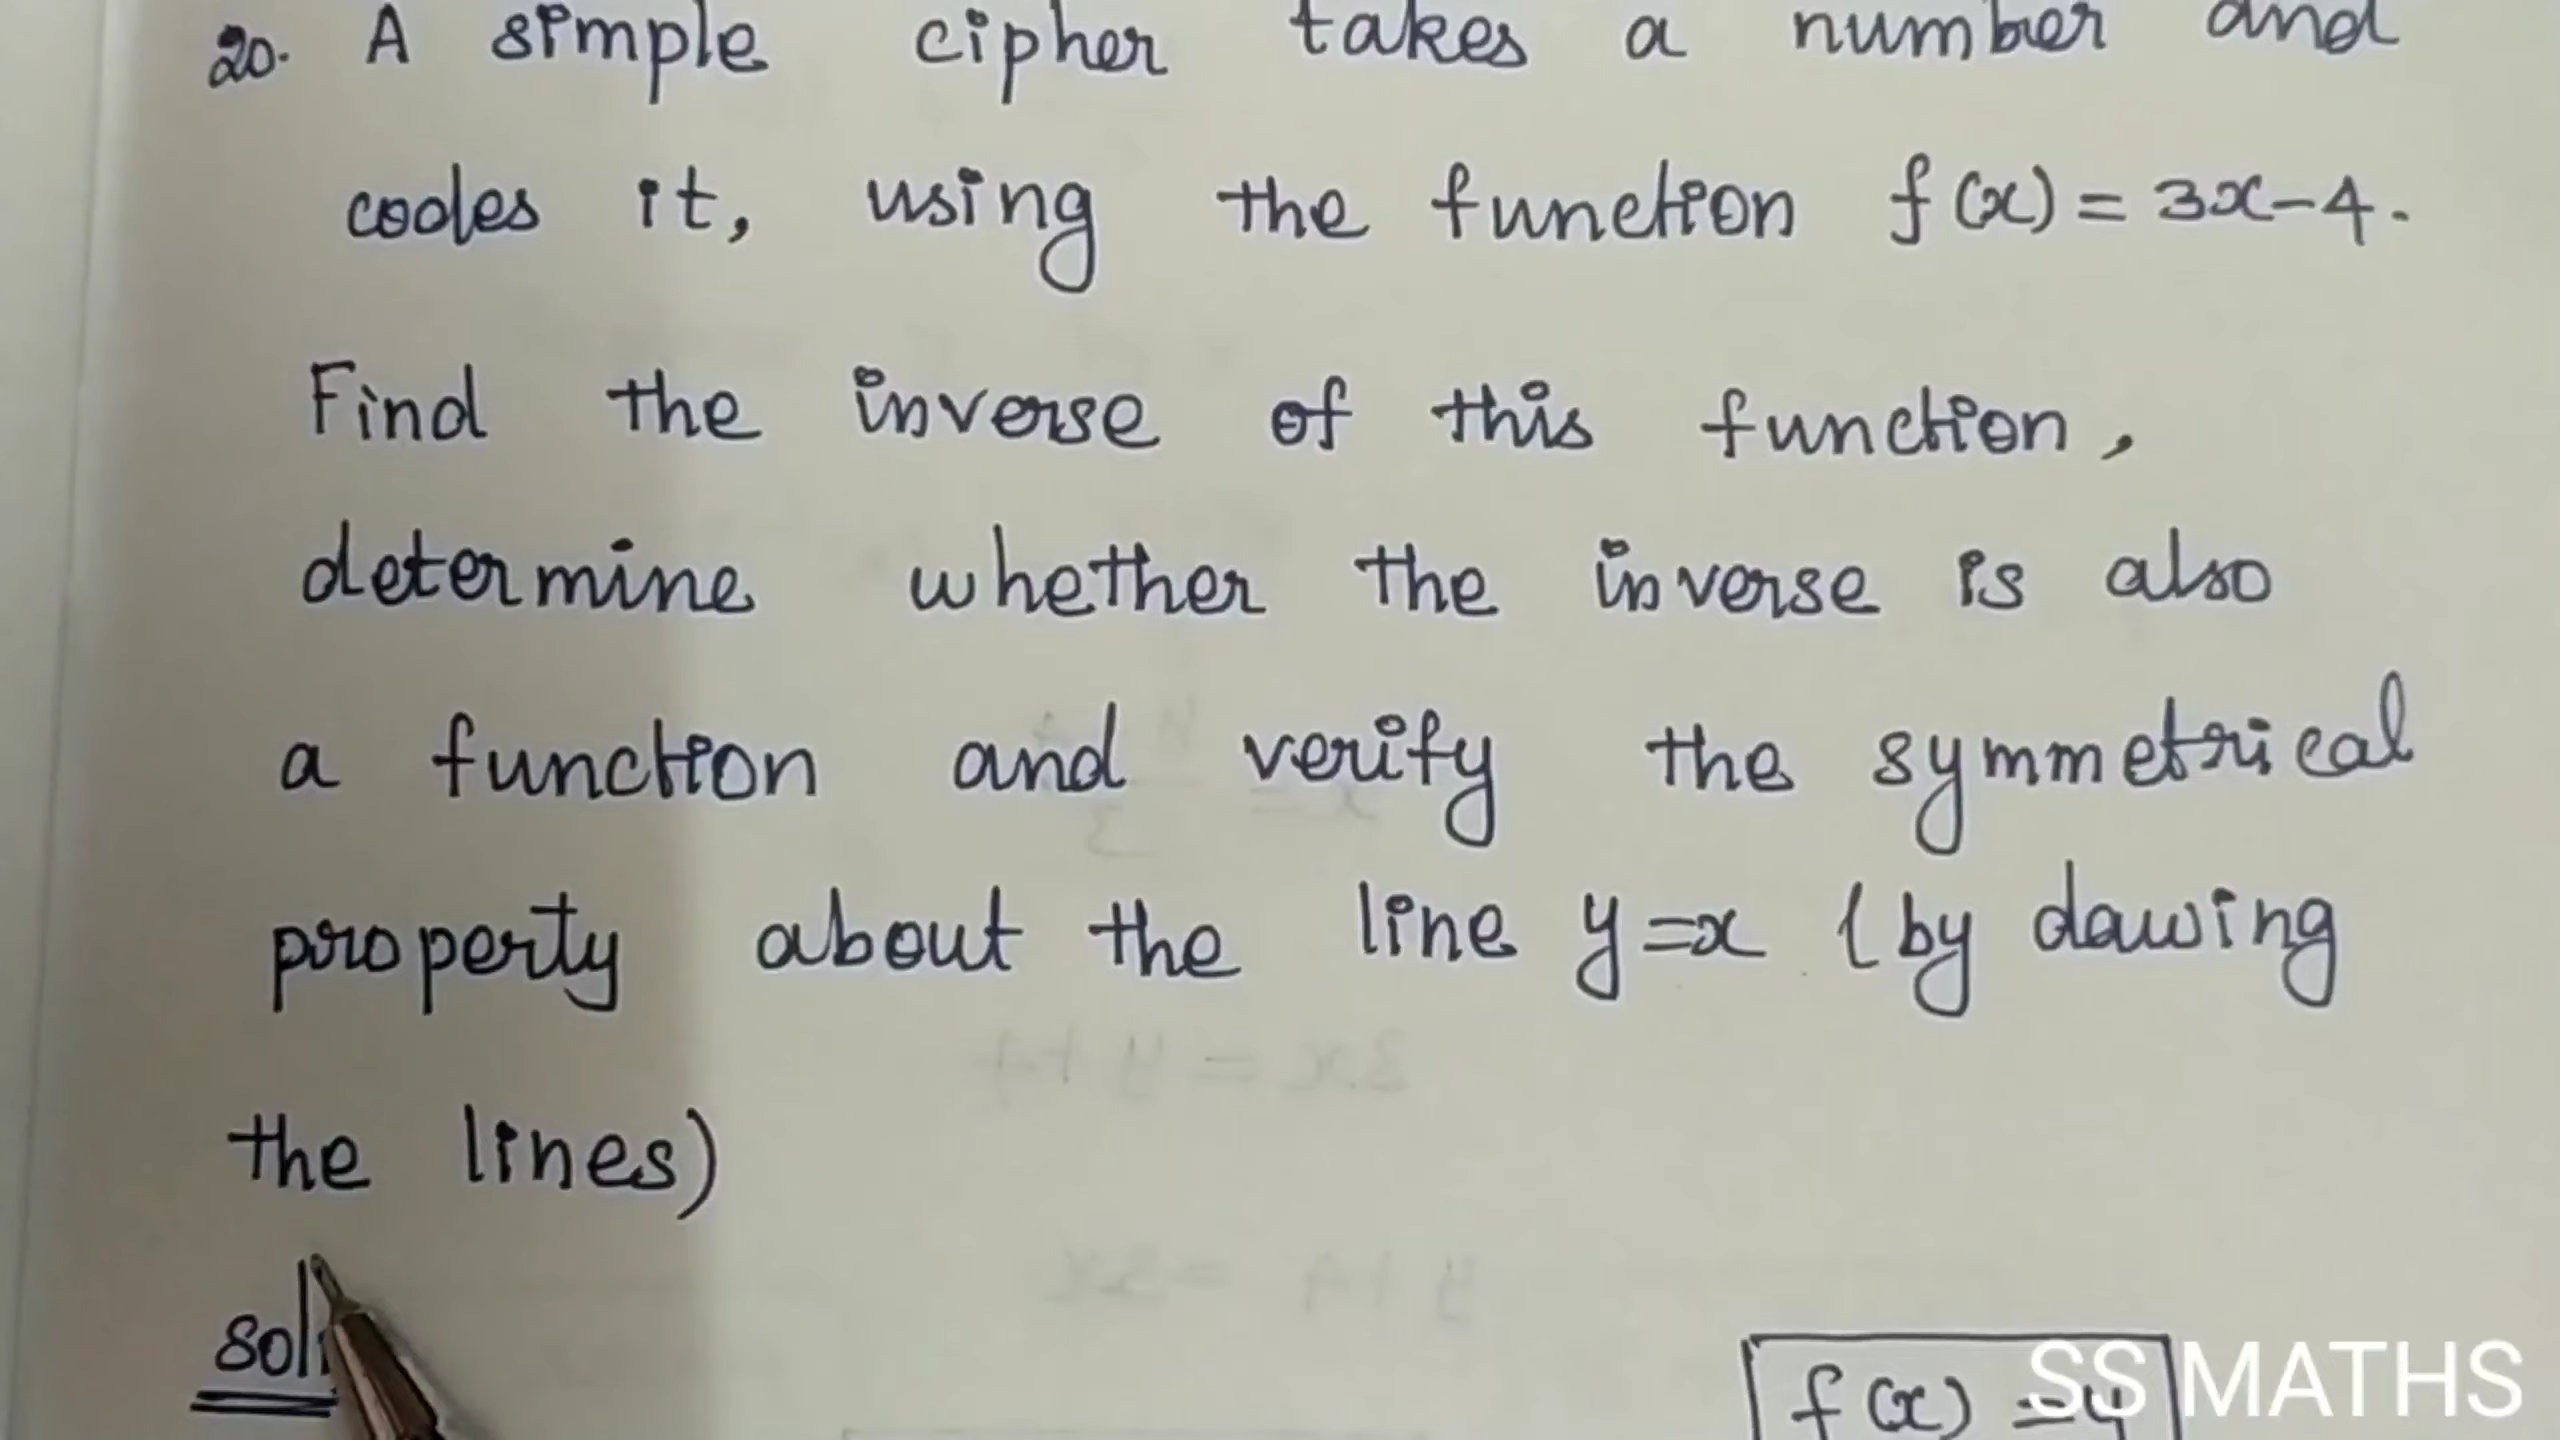 20. A simple cipher takes a number and
codes it, using the function f(x) = 3x-4.
Find the inverse of this function,
determine whether the inverse is also
a function and verify the symmetrical
property about the line y=x (by dawing
the lines)
soln
f(x) = y
SS MATHS